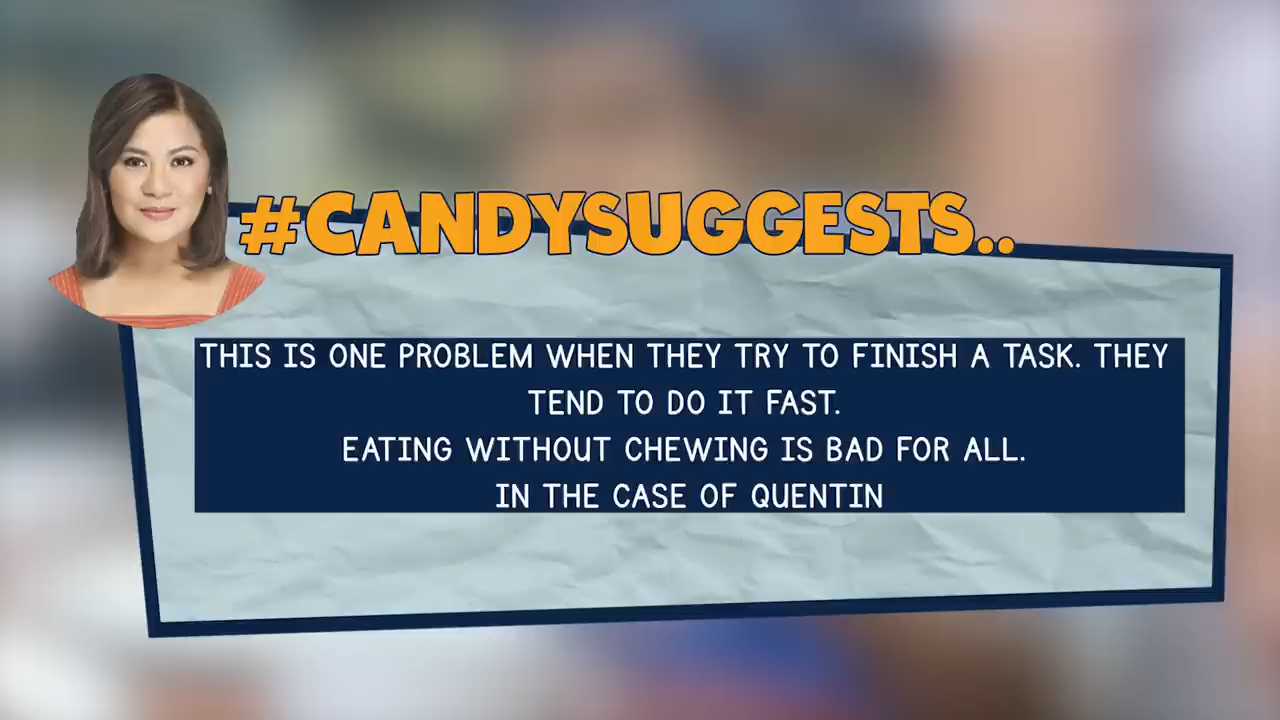 #CANDYSUGGESTS..
THIS IS ONE PROBLEM WHEN THEY TRY TO FINISH A TASK. THEY
TEND TO DO IT FAST.
EATING WITHOUT CHEWING IS BAD FOR ALL.
IN THE CASE OF QUENTIN